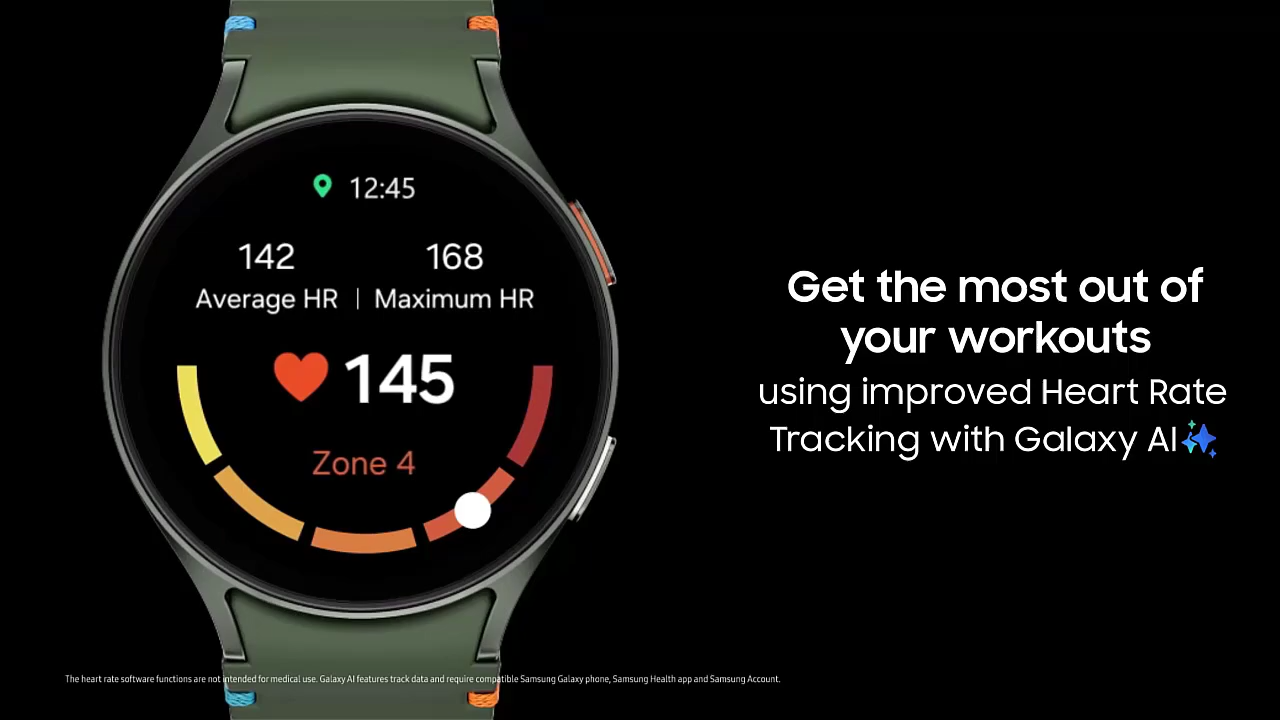 12:45
142 168
Average HR | Maximum HR
145
Zone 4
Get the most out of
your workouts
using improved Heart Rate
Tracking with Galaxy AI
The heart rate software functions are not intended for medical use. Galaxy AI features track data and require compatible Samsung Galaxy phone, Samsung Health app and Samsung Account.